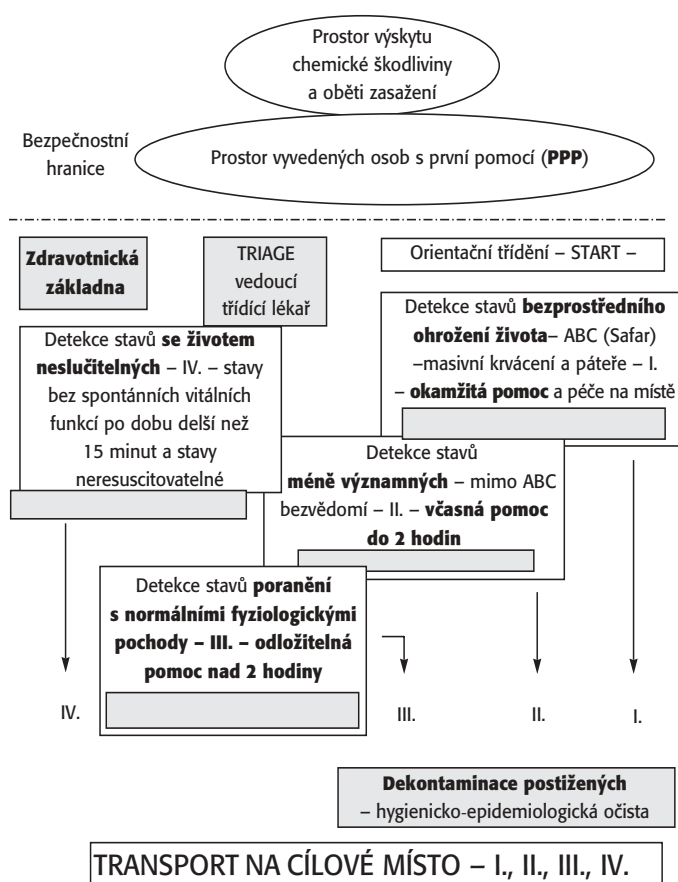 Prostor výskytu
chemické škodliviny
a oběti zasažení
Bezpečnostní
hranice
Prostor vyvedených osob s první pomocí (PPP)
Zdravotnická
základna
TRIAGE
vedoucí
třídící lékař
Orientační třídění – START –
Detekce stavů bezprostředního
ohrožení života– ABC (Safar)
–masivní krvácení a páteře – I.
– okamžitá pomoc a péče na místě
Detekce stavů se životem
neslučitelných – IV. – stavy
bez spontánních vitálních
funkcí po dobu delší než
15 minut a stavy
neresuscitovatelné
Detekce stavů
méně významných – mimo ABC
bezvědomí – II. – včasná pomoc
do 2 hodin
Detekce stavů poranění
s normálními fyziologickými
pochody – III. – odložitelná
pomoc nad 2 hodiny
IV.
III.
II.
I.
Dekontaminace postižených
– hygienicko-epidemiologická očista
TRANSPORT NA CÍLOVÉ MÍSTO – I., II., III., IV.